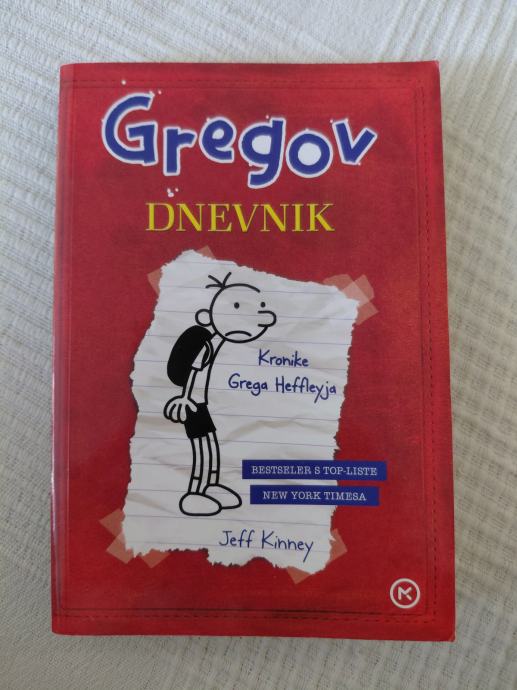 Gregov
DNEVNIK
Kronike
Grega Heffleyja
BESTSELER S TOP-LISTE
NEW YORK TIMESA
Jeff Kinney